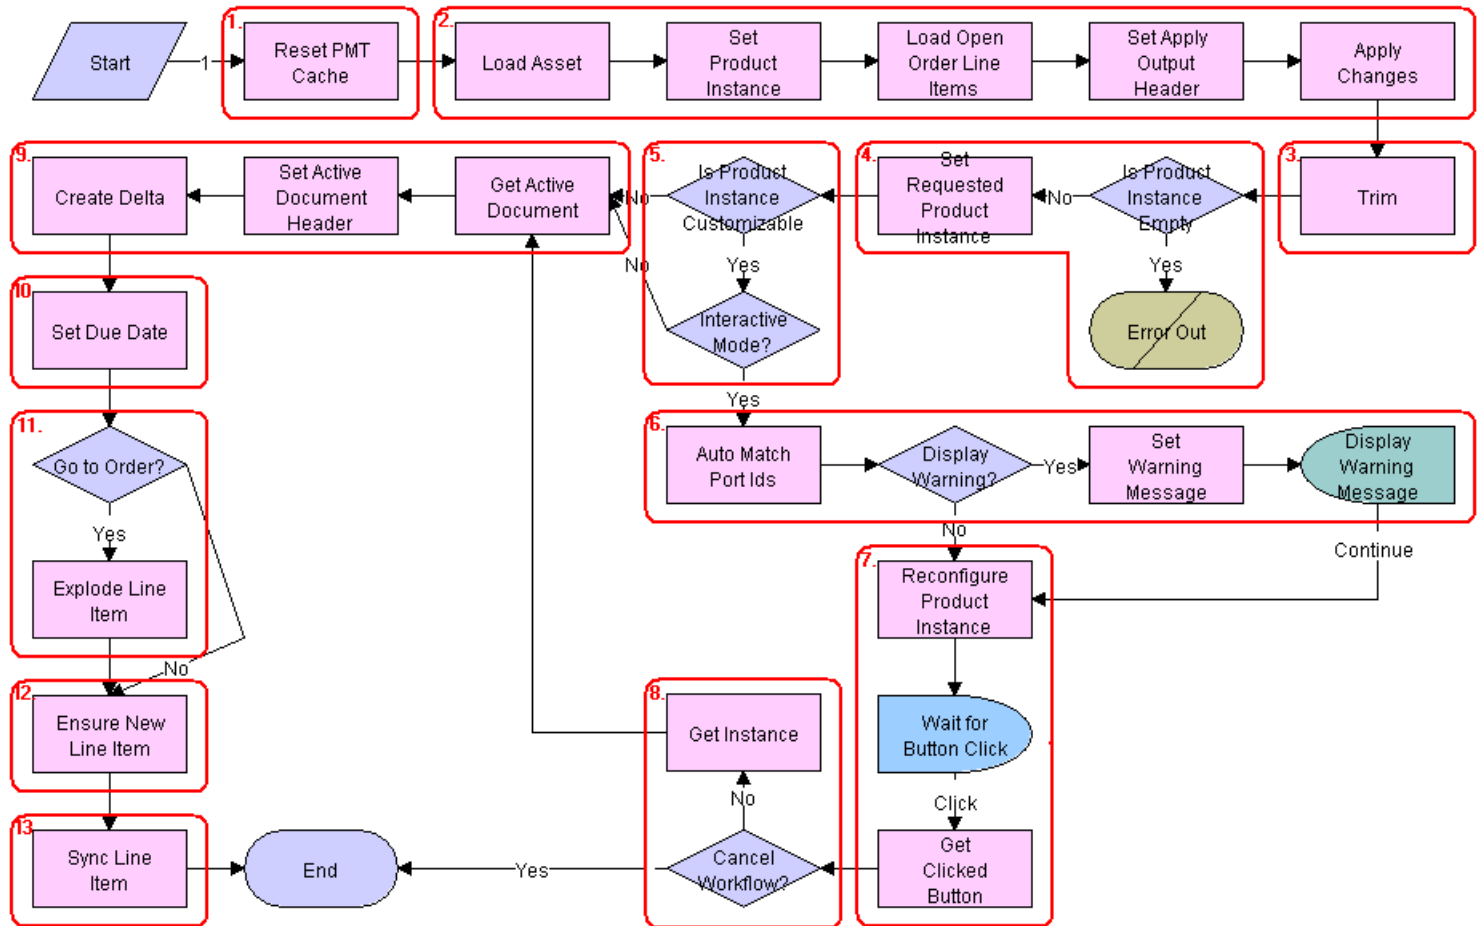 Start
1
1.
Reset PMT
Cache
2.
Load Asset
Set
Product
Instance
Load Open
Order Line
Items
Set Apply
Output
Header
Apply
Changes
3.
Trim
4.
Is Product
Instance
Empty
No
Yes
Error Out
Set
Requested
Product
Instance
5.
Is Product
Instance
Customizable
No
Yes
Interactive
Mode?
No
Yes
6.
Auto Match
Port Ids
Display
Warning?
Yes
No
Set
Warning
Message
Display
Warning
Message
Continue
7.
Reconfigure
Product
Instance
Wait for
Button Click
Click
Get
Clicked
Button
8.
Cancel
Workflow?
Yes
No
Get Instance
9.
Get Active
Document
Set Active
Document
Header
Create Delta
10
Set Due Date
11.
Go to Order?
Yes
No
Explode Line
Item
12.
Ensure New
Line Item
13
Sync Line
Item
End